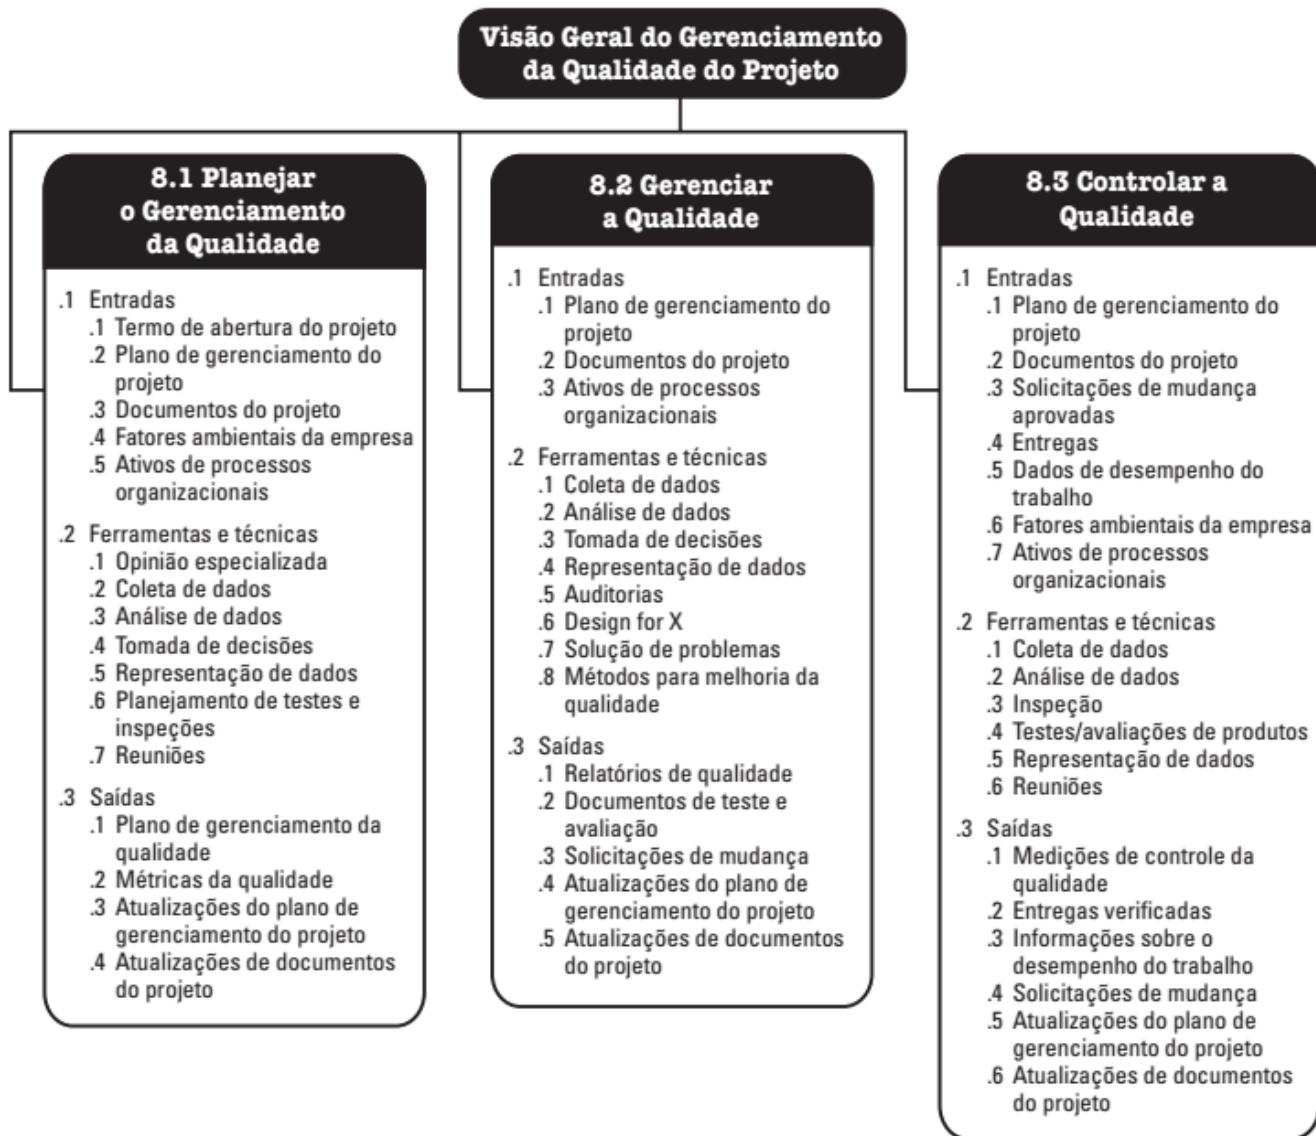 Visão Geral do Gerenciamento
da Qualidade do Projeto
8.1 Planejar
o Gerenciamento
da Qualidade
.1 Entradas
.1 Termo de abertura do projeto
.2 Plano de gerenciamento do
projeto
.3 Documentos do projeto
.4 Fatores ambientais da empresa
.5 Ativos de processos
organizacionais
.2 Ferramentas e técnicas
.1 Opinião especializada
.2 Coleta de dados
.3 Análise de dados
.4 Tomada de decisões
.5 Representação de dados
.6 Planejamento de testes e
inspeções
.7 Reuniões
.3 Saídas
.1 Plano de gerenciamento da
qualidade
.2 Métricas da qualidade
.3 Atualizações do plano de
gerenciamento do projeto
.4 Atualizações de documentos
do projeto
8.2 Gerenciar
a Qualidade
.1 Entradas
.1 Plano de gerenciamento do
projeto
.2 Documentos do projeto
.3 Ativos de processos
organizacionais
.2 Ferramentas e técnicas
.1 Coleta de dados
.2 Análise de dados
.3 Tomada de decisões
.4 Representação de dados
.5 Auditorias
.6 Design for X
.7 Solução de problemas
.8 Métodos para melhoria da
qualidade
.3 Saídas
.1 Relatórios de qualidade
.2 Documentos de teste e
avaliação
.3 Solicitações de mudança
.4 Atualizações do plano de
gerenciamento do projeto
.5 Atualizações de documentos
do projeto
8.3 Controlar a
Qualidade
.1 Entradas
.1 Plano de gerenciamento do
projeto
.2 Documentos do projeto
.3 Solicitações de mudança
aprovadas
.4 Entregas
.5 Dados de desempenho do
trabalho
.6 Fatores ambientais da empresa
.7 Ativos de processos
organizacionais
.2 Ferramentas e técnicas
.1 Coleta de dados
.2 Análise de dados
.3 Inspeção
.4 Testes/avaliações de produtos
.5 Representação de dados
.6 Reuniões
.3 Saídas
.1 Medições de controle da
qualidade
.2 Entregas verificadas
.3 Informações sobre o
desempenho do trabalho
.4 Solicitações de mudança
.5 Atualizações do plano de
gerenciamento do projeto
.6 Atualizações de documentos
do projeto